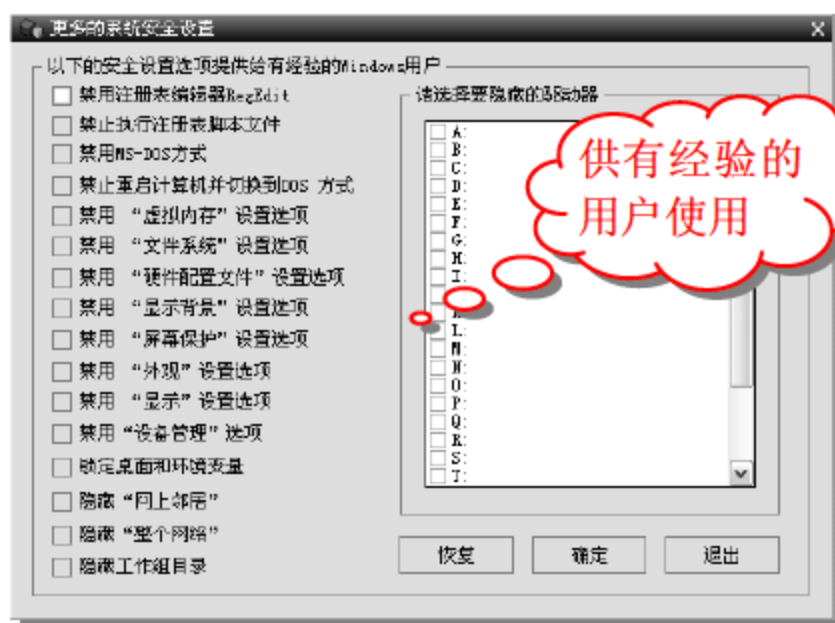 更多的系统安全设置
以下的安全设置选项提供给有经验的Windows用户
禁用注册表编辑器RegEdit
禁止执行注册表脚本文件
禁用MS-DOS方式
禁止重启计算机并切换到DOS 方式
禁用 “虚拟内存”设置选项
禁用 “文件系统”设置选项
禁用 “硬件配置文件”设置选项
禁用 “显示背景”设置选项
禁用 “屏幕保护”设置选项
禁用 “外观”设置选项
禁用 “显示”设置选项
禁用“设备管理”选项
锁定桌面和环境变量
隐藏“网上邻居”
隐藏“整个网络”
隐藏工作组目录
请选择要隐藏的驱动器
A:
B:
C:
D:
E:
F:
G:
H:
I:
K:
L:
M:
N:
O:
P:
Q:
R:
S:
T:
供有经验的
用户使用
恢复
确定
退出